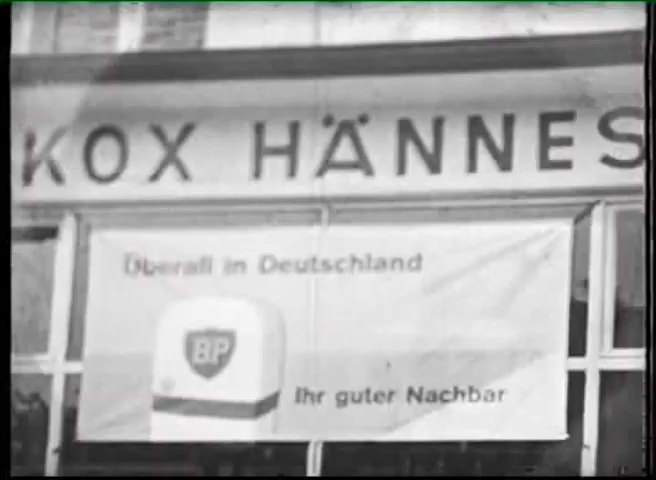 KOX HÄNNES
Überall in Deutschland
BP
Ihr guter Nachbar